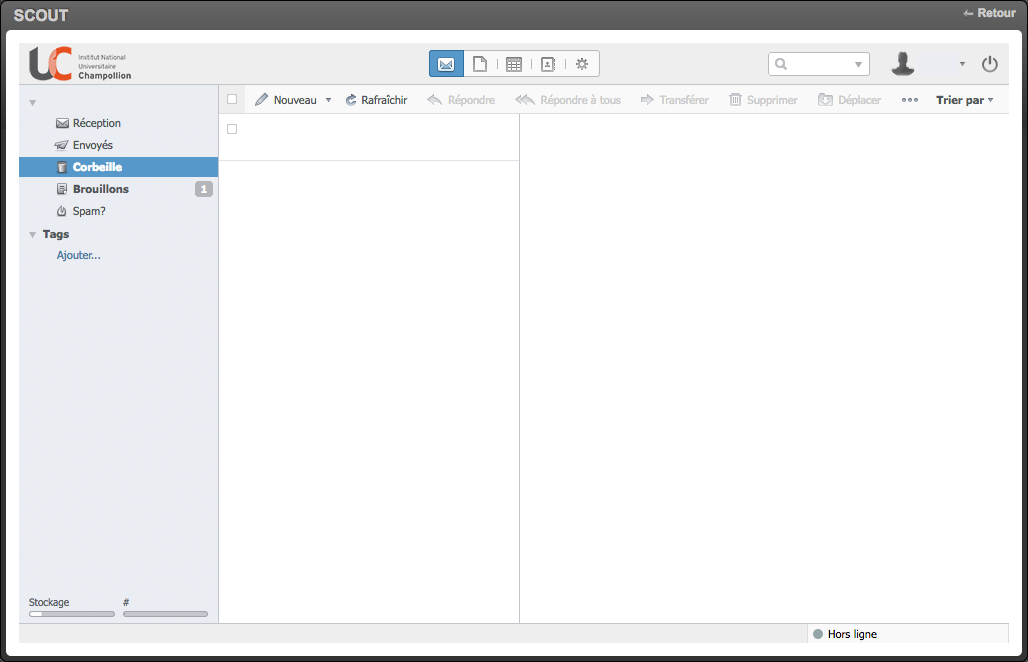 SCOUT
← Retour
UC
Institut National
Universitaire
Champollion
Nouveau
Rafraîchir
Répondre
Répondre à tous
Transférer
Supprimer
Déplacer
Trier par
Réception
Envoyés
Corbeille
Brouillons 1
Spam?
Tags
Ajouter...
Stockage #
Hors ligne